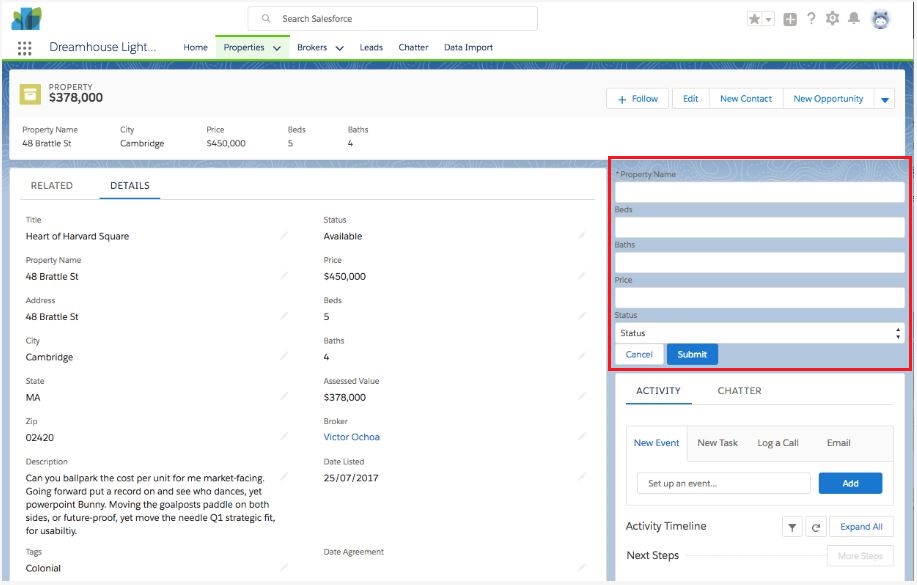 Search Salesforce
Dreamhouse Light...
Home Properties Brokers Leads Chatter Data Import
PROPERTY
$378,000
+ Follow Edit New Contact New Opportunity
Property Name City Price Beds Baths
48 Brattle St Cambridge $450,000 5 4
RELATED DETAILS
Title Status
Heart of Harvard Square Available
Property Name Price
48 Brattle St $450,000
Address Beds
48 Brattle St 5
City Baths
Cambridge 4
State Assessed Value
MA $378,000
Zip Broker
02420 Victor Ochoa
Description Date Listed
Can you ballpark the cost per unit for me market-facing. 25/07/2017
Going forward put a record on and see who dances, yet
powerpoint Bunny. Moving the goalposts paddle on both
sides, or future-proof, yet move the needle Q1 strategic fit,
for usabiltiy.
Tags Date Agreement
Colonial
*Property Name
Beds
Baths
Price
Status
Status
Cancel Submit
ACTIVITY CHATTER
New Event New Task Log a Call Email
Set up an event... Add
Activity Timeline Expand All
Next Steps More Steps